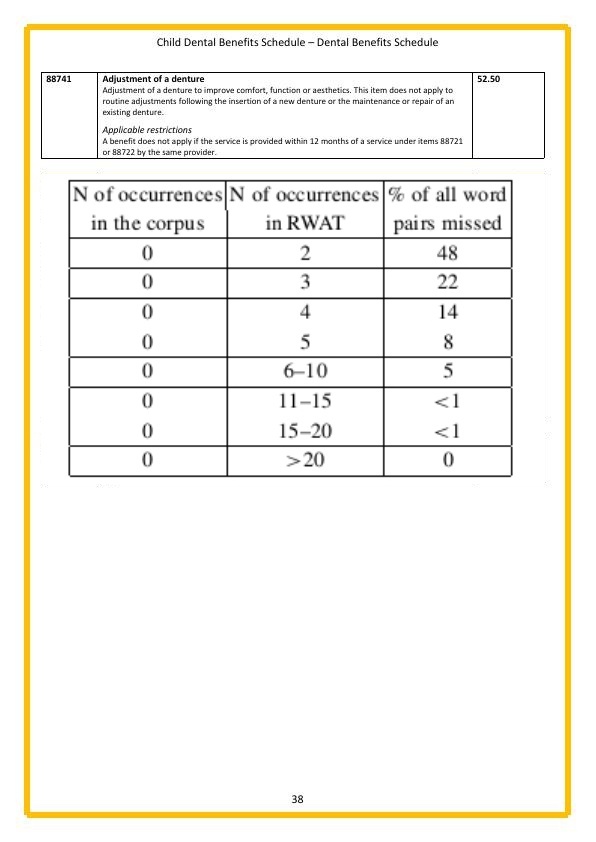 Child Dental Benefits Schedule – Dental Benefits Schedule
88741 Adjustment of a denture 52.50
Adjustment of a denture to improve comfort, function or aesthetics. This item does not apply to
routine adjustments following the insertion of a new denture or the maintenance or repair of an
existing denture.
Applicable restrictions
A benefit does not apply if the service is provided within 12 months of a service under items 88721
or 88722 by the same provider.
N of occurrences N of occurrences % of all word
in the corpus in RWAT pairs missed
0 2 48
0 3 22
0 4 14
0 5 8
0 6–10 5
0 11–15 <1
0 15–20 <1
0 >20 0
38